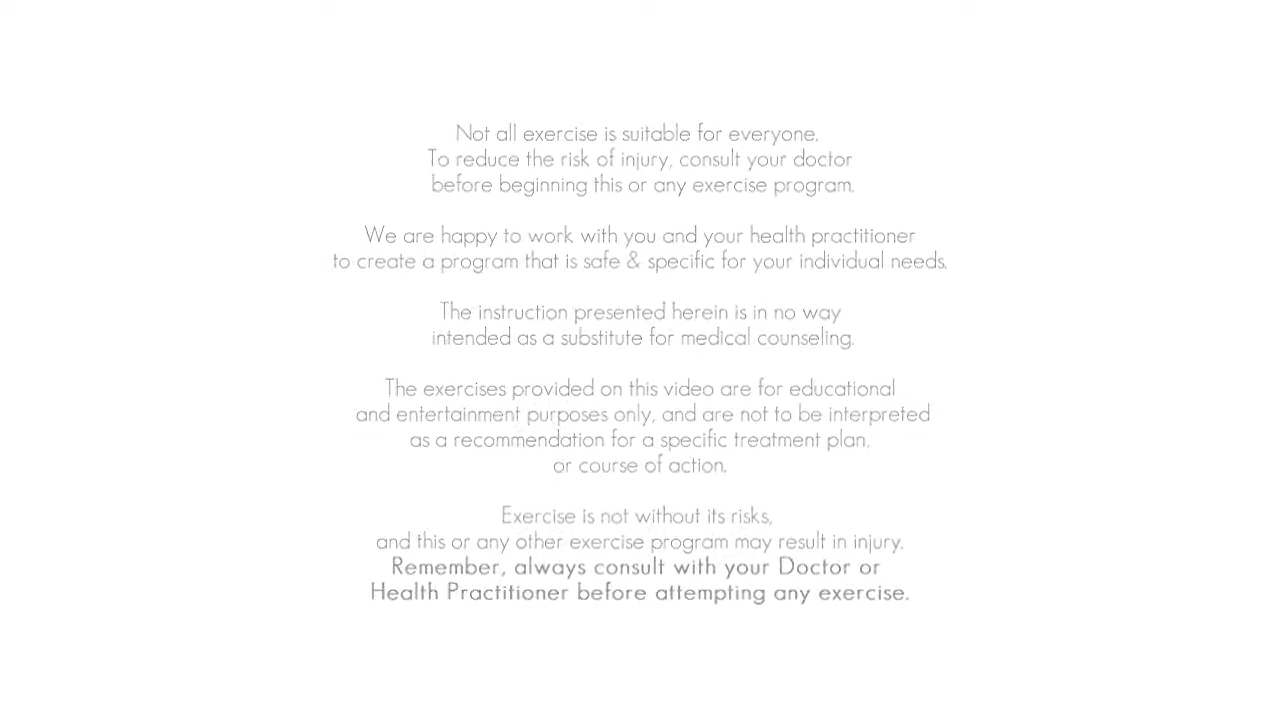 Not all exercise is suitable for everyone.
To reduce the risk of injury, consult your doctor
before beginning this or any exercise program.
We are happy to work with you and your health practitioner
to create a program that is safe & specific for your individual needs.
The instruction presented herein is in no way
intended as a substitute for medical counseling.
The exercises provided on this video are for educational
and entertainment purposes only, and are not to be interpreted
as a recommendation for a specific treatment plan,
or course of action.
Exercise is not without its risks,
and this or any other exercise program may result in injury.
Remember, always consult with your Doctor or
Health Practitioner before attempting any exercise.